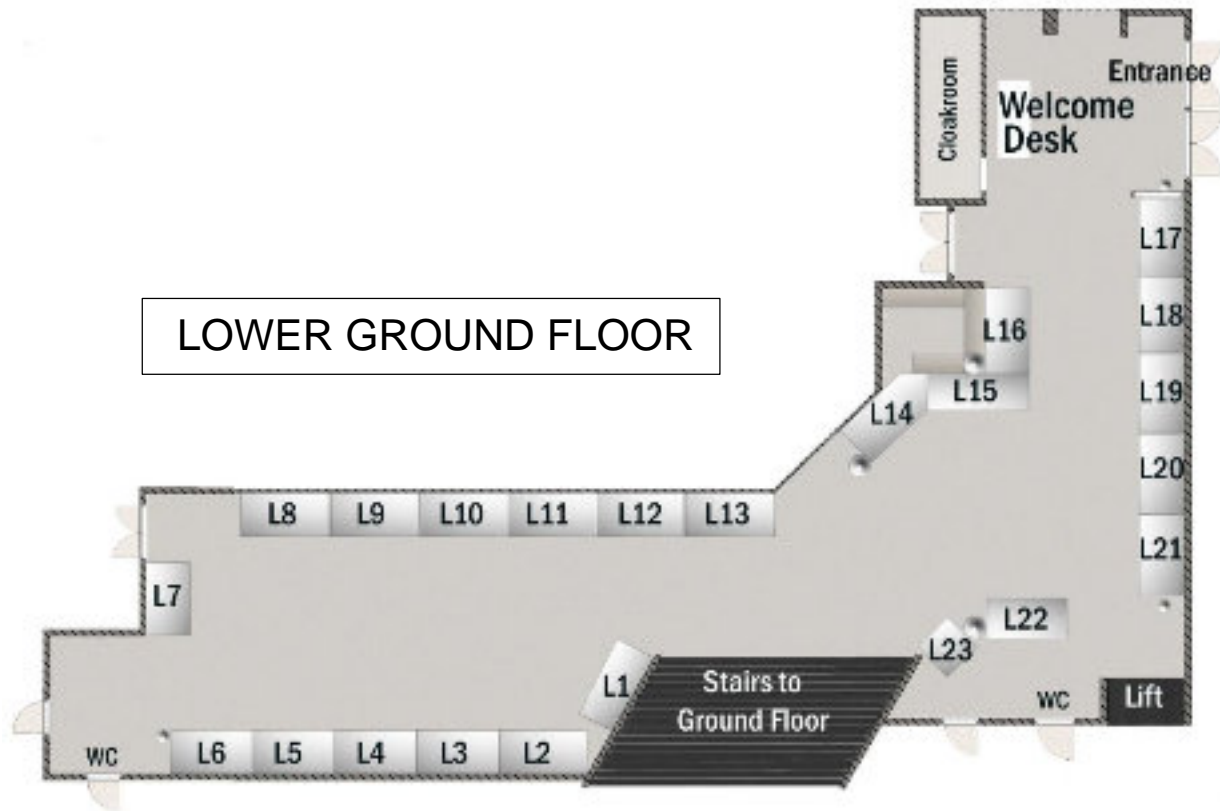 Cloakroom
Entrance
Welcome
Desk
L17
LOWER GROUND FLOOR
L16
L18
L15
L19
L14
L20
L8
L9
L10
L11
L12
L13
L21
L7
L22
L23
L1
Stairs to
Ground Floor
WC
Lift
WC
L6
L5
L4
L3
L2